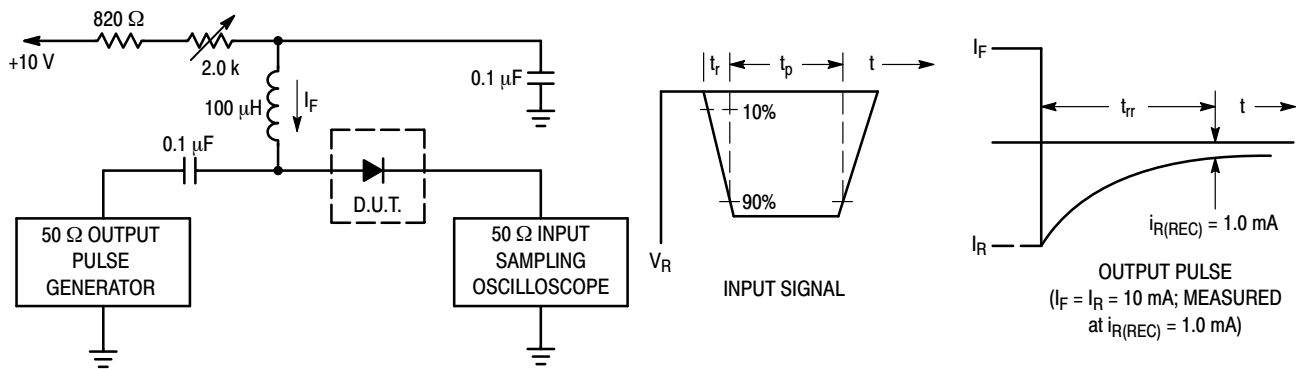 820 Ω
+10 V
2.0 k
100 μH
I_F
0.1 μF
0.1 μF
D.U.T.
50 Ω OUTPUT
PULSE
GENERATOR
50 Ω INPUT
SAMPLING
OSCILLOSCOPE
t_r
t_p
t
10%
90%
V_R
INPUT SIGNAL
I_F
t_rr
t
i_R(REC) = 1.0 mA
I_R
OUTPUT PULSE
(I_F = I_R = 10 mA; MEASURED
at i_R(REC) = 1.0 mA)